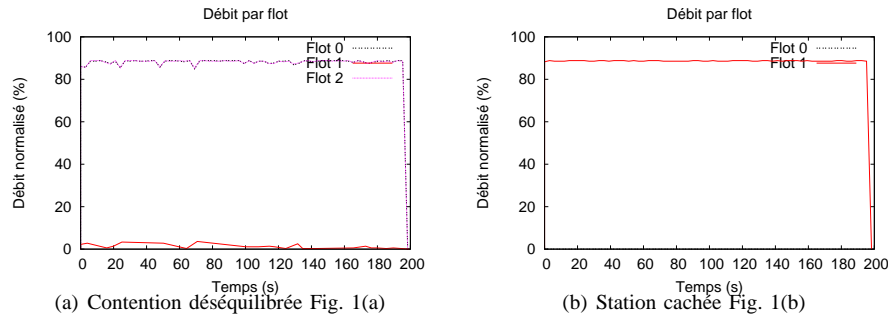 Débit par flot
100
80
60
40
20
0
0 20 40 60 80 100 120 140 160 180 200
Débit normalisé (%)
Temps (s)
Flot 0
Flot 1
Flot 2
(a) Contention déséquilibrée Fig. 1(a)
Débit par flot
100
80
60
40
20
0
0 20 40 60 80 100 120 140 160 180 200
Débit normalisé (%)
Temps (s)
Flot 0
Flot 1
(b) Station cachée Fig. 1(b)